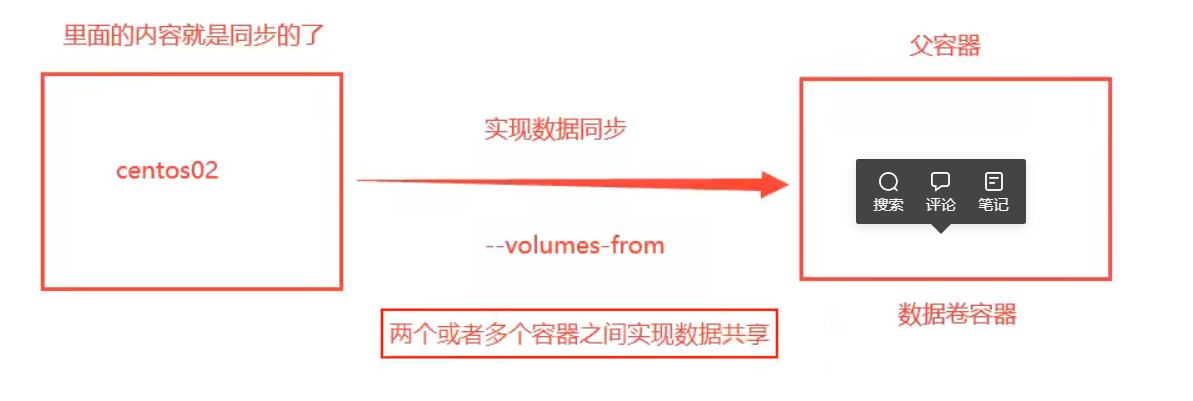 里面的内容就是同步的了
父容器
实现数据同步
centos02
搜索 评论 笔记
--volumes-from
数据卷容器
两个或者多个容器之间实现数据共享